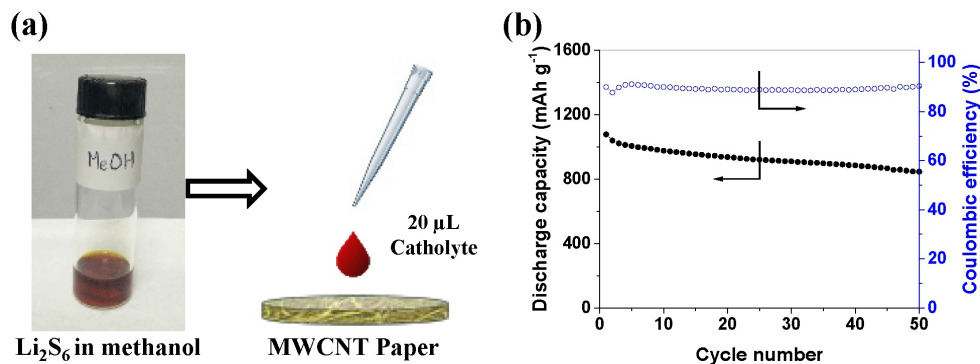 (a)
MeOH
20 µL
Catholyte
Li₂S₆ in methanol
MWCNT Paper
(b)
Discharge capacity (mAh g⁻¹)
1600
1200
800
400
0
0
10
20
30
40
50
Cycle number
100
80
60
40
20
0
Coulombic efficiency (%)